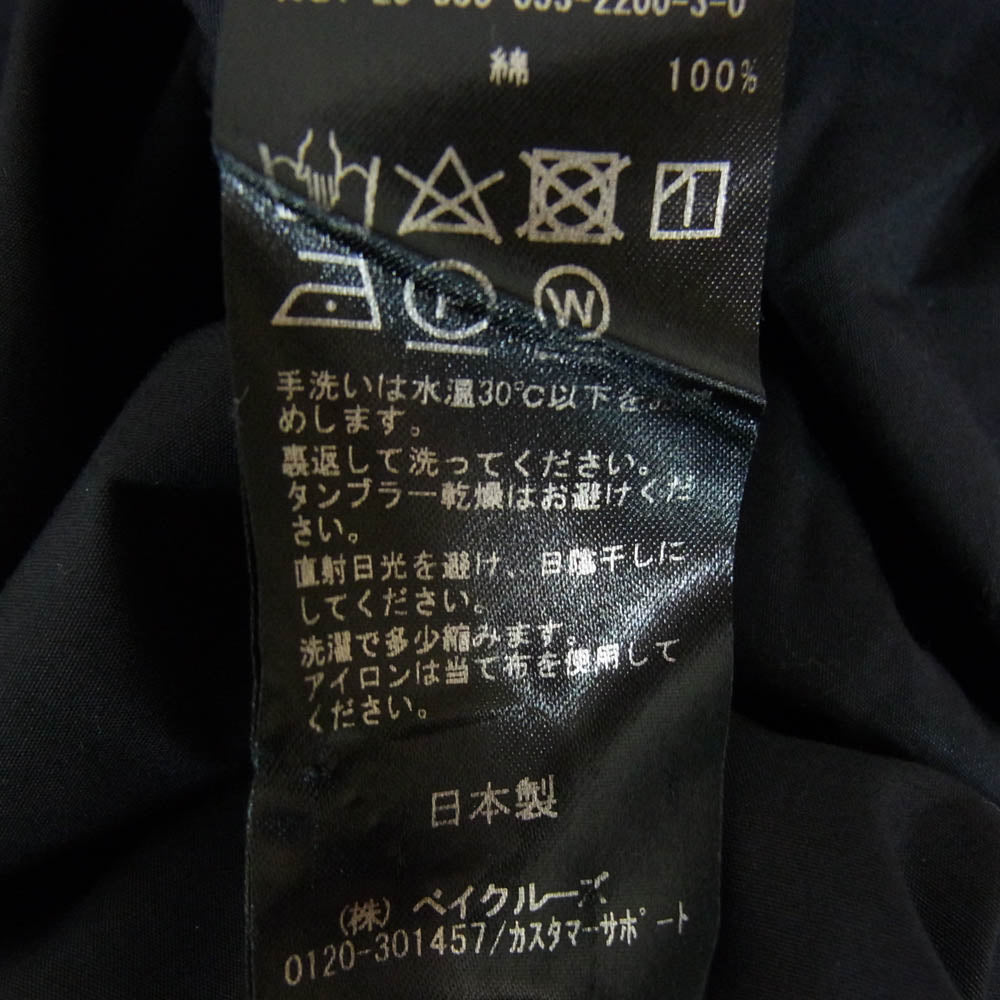 綿 100%
P W
手洗いは水温30℃以下を
めします。
裏返して洗ってください。
タンブラー乾燥はお避けくだ
さい。
直射日光を避け、日陰干しに
してください。
洗濯で多少縮みます。
アイロンは当て布を使用して
ください。
日本製
(株)ベイクルーズ
0120-301457/カスタマーサポート